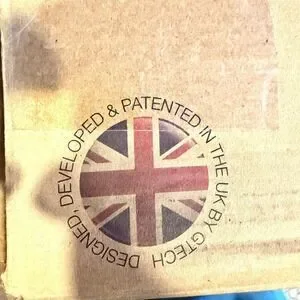 DESIGNED, DEVELOPED & PATENTED IN THE UK BY GTECH